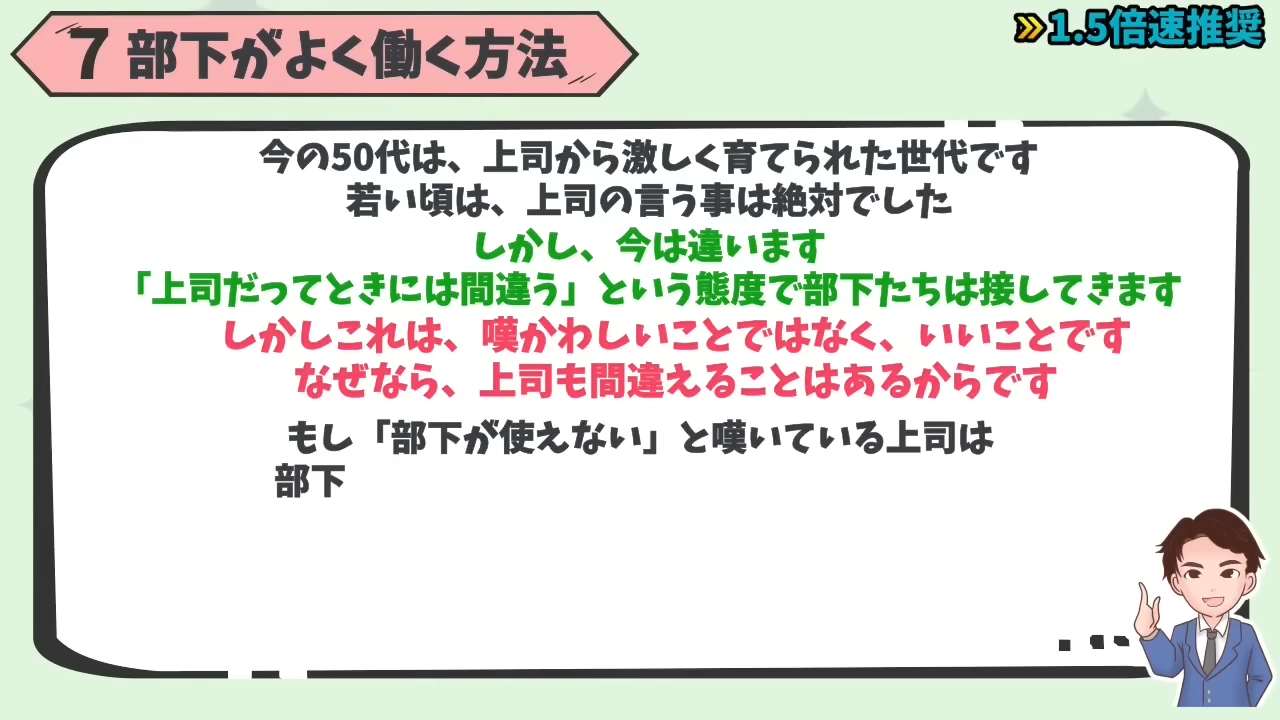 7 部下がよく働く方法
1.5倍速推奨
今の50代は、上司から激しく育てられた世代です
若い頃は、上司の言う事は絶対でした
しかし、今は違います
「上司だってときには間違う」という態度で部下たちは接してきます
しかしこれは、嘆かわしいことではなく、いいことです
なぜなら、上司も間違えることはあるからです
もし「部下が使えない」と嘆いている上司は
部下